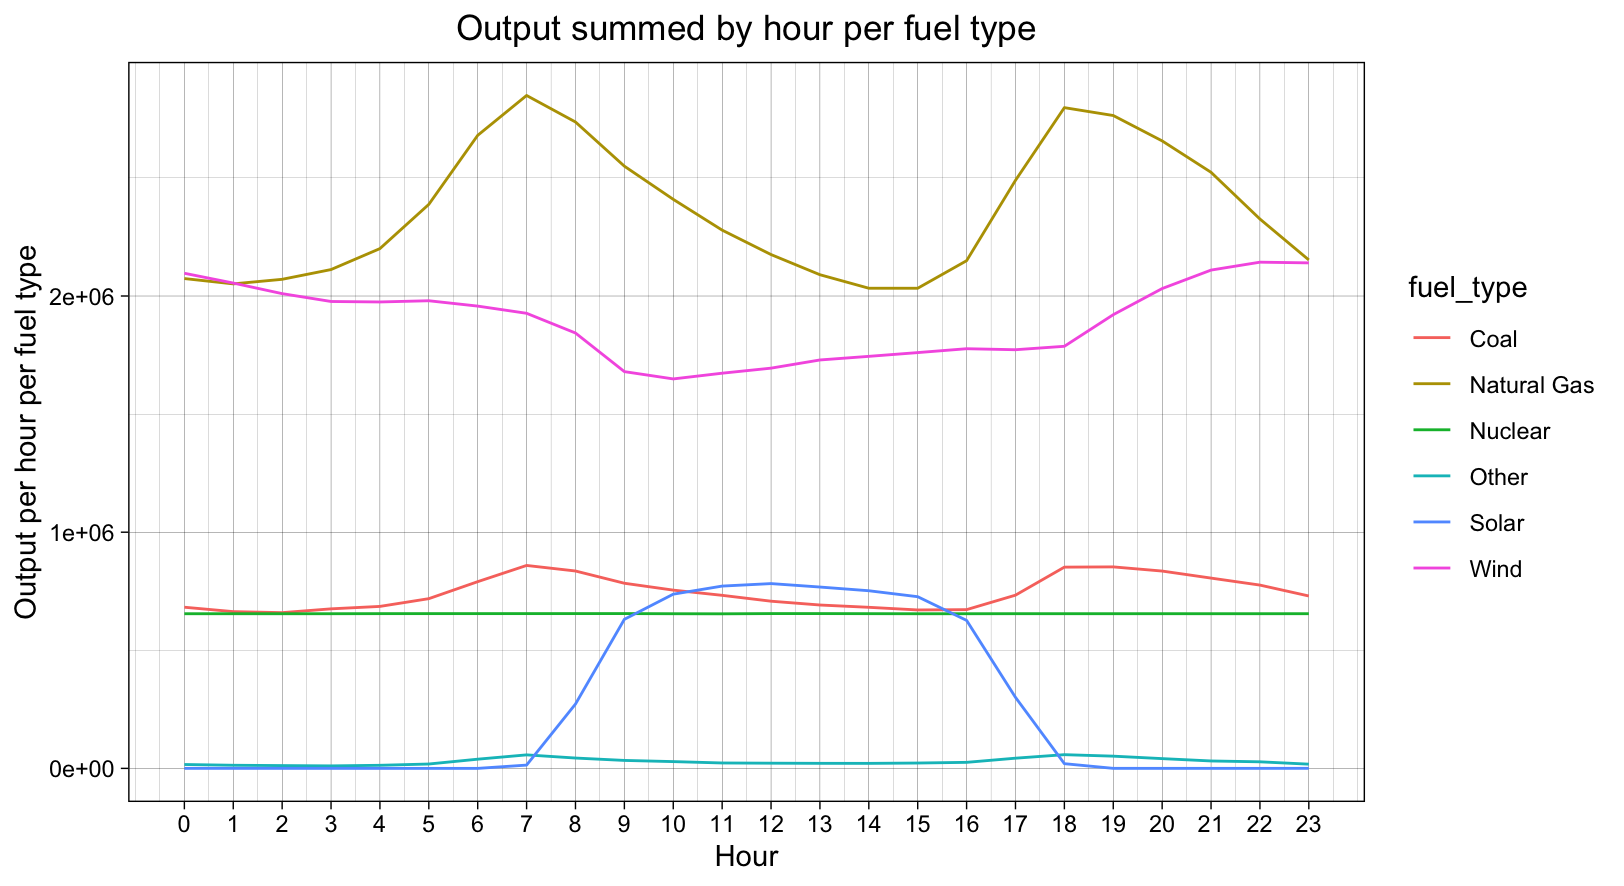 Output summed by hour per fuel type
Output per hour per fuel type
2e+06
1e+06
0e+00
0 1 2 3 4 5 6 7 8 9 10 11 12 13 14 15 16 17 18 19 20 21 22 23
Hour
fuel_type
Coal
Natural Gas
Nuclear
Other
Solar
Wind